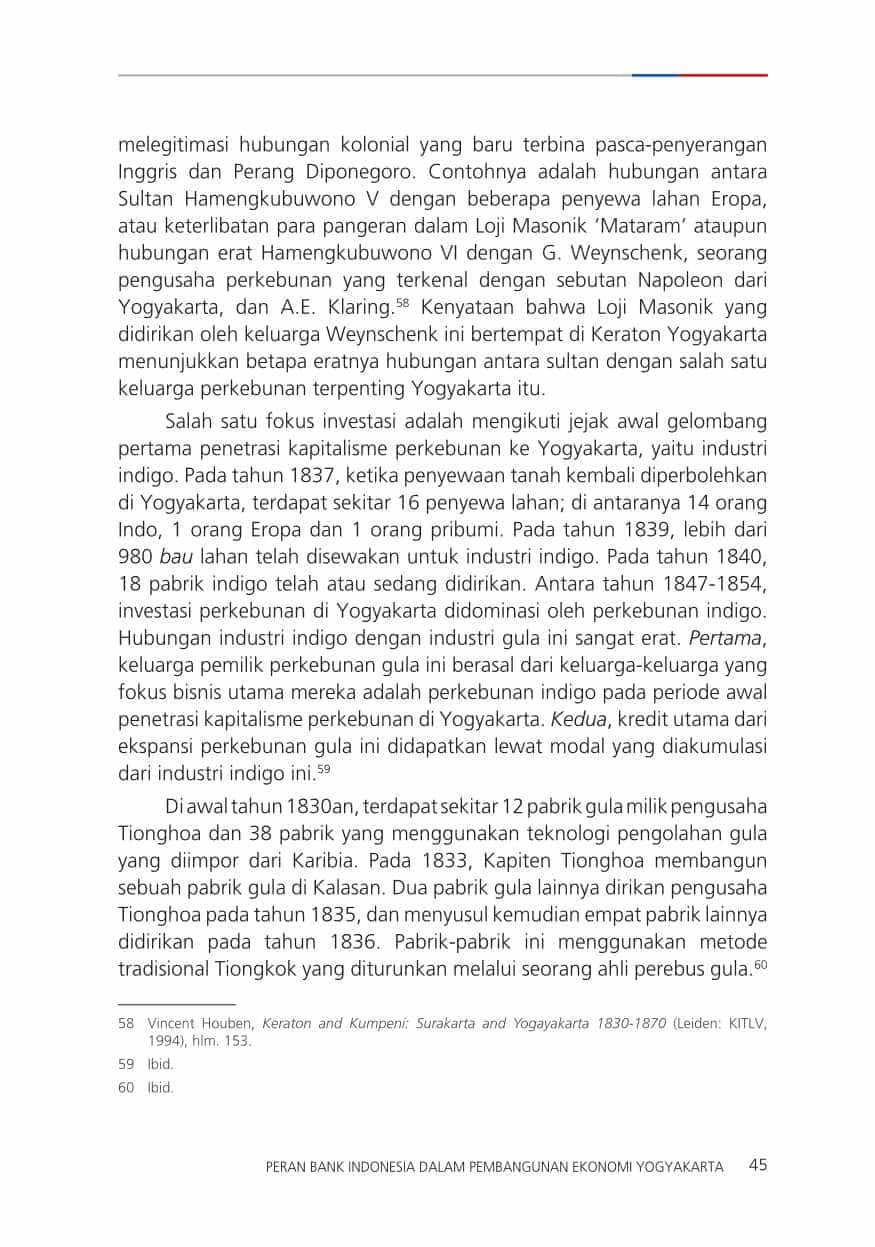 melegitimasi hubungan kolonial yang baru terbina pasca-penyerangan
Inggris dan Perang Diponegoro. Contohnya adalah hubungan antara
Sultan Hamengkubuwono V dengan beberapa penyewa lahan Eropa,
atau keterlibatan para pangeran dalam Loji Masonik ‘Mataram’ ataupun
hubungan erat Hamengkubuwono VI dengan G. Weynschenk, seorang
pengusaha perkebunan yang terkenal dengan sebutan Napoleon dari
Yogyakarta, dan A.E. Klaring.58 Kenyataan bahwa Loji Masonik yang
didirikan oleh keluarga Weynschenk ini bertempat di Keraton Yogyakarta
menunjukkan betapa eratnya hubungan antara sultan dengan salah satu
keluarga perkebunan terpenting Yogyakarta itu.
Salah satu fokus investasi adalah mengikuti jejak awal gelombang
pertama penetrasi kapitalisme perkebunan ke Yogyakarta, yaitu industri
indigo. Pada tahun 1837, ketika penyewaan tanah kembali diperbolehkan
di Yogyakarta, terdapat sekitar 16 penyewa lahan; di antaranya 14 orang
Indo, 1 orang Eropa dan 1 orang pribumi. Pada tahun 1839, lebih dari
980 bau lahan telah disewakan untuk industri indigo. Pada tahun 1840,
18 pabrik indigo telah atau sedang didirikan. Antara tahun 1847-1854,
investasi perkebunan di Yogyakarta didominasi oleh perkebunan indigo.
Hubungan industri indigo dengan industri gula ini sangat erat. Pertama,
keluarga pemilik perkebunan gula ini berasal dari keluarga-keluarga yang
fokus bisnis utama mereka adalah perkebunan indigo pada periode awal
penetrasi kapitalisme perkebunan di Yogyakarta. Kedua, kredit utama dari
ekspansi perkebunan gula ini didapatkan lewat modal yang diakumulasi
dari industri indigo ini.59
Di awal tahun 1830an, terdapat sekitar 12 pabrik gula milik pengusaha
Tionghoa dan 38 pabrik yang menggunakan teknologi pengolahan gula
yang diimpor dari Karibia. Pada 1833, Kapiten Tionghoa membangun
sebuah pabrik gula di Kalasan. Dua pabrik gula lainnya dirikan pengusaha
Tionghoa pada tahun 1835, dan menyusul kemudian empat pabrik lainnya
didirikan pada tahun 1836. Pabrik-pabrik ini menggunakan metode
tradisional Tiongkok yang diturunkan melalui seorang ahli perebus gula.60
58 Vincent Houben, Keraton and Kumpeni: Surakarta and Yogayakarta 1830-1870 (Leiden: KITLV,
1994), hlm. 153.
59 Ibid.
60 Ibid.
PERAN BANK INDONESIA DALAM PEMBANGUNAN EKONOMI YOGYAKARTA 45